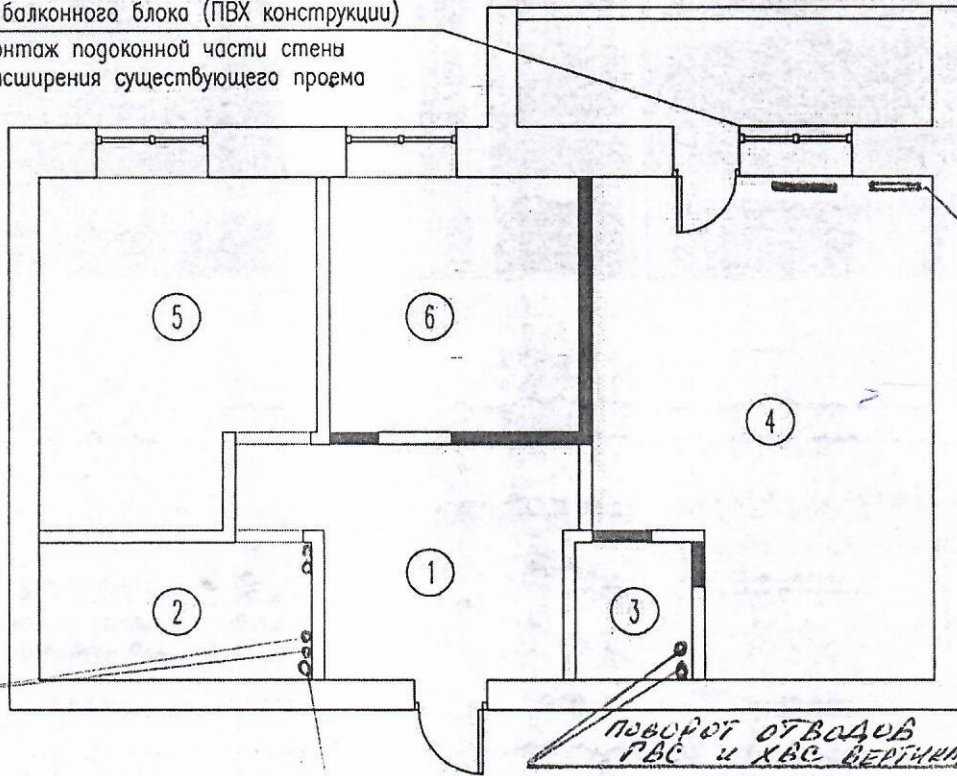 балконного блока (ПВХ конструкции)
онтаж подоконной части стены
асширения существующего проема
5
6
4
1
2
3
ПОВОРОТ ОТВОДОВ
ГВС и ХВС ВЕРТИКА